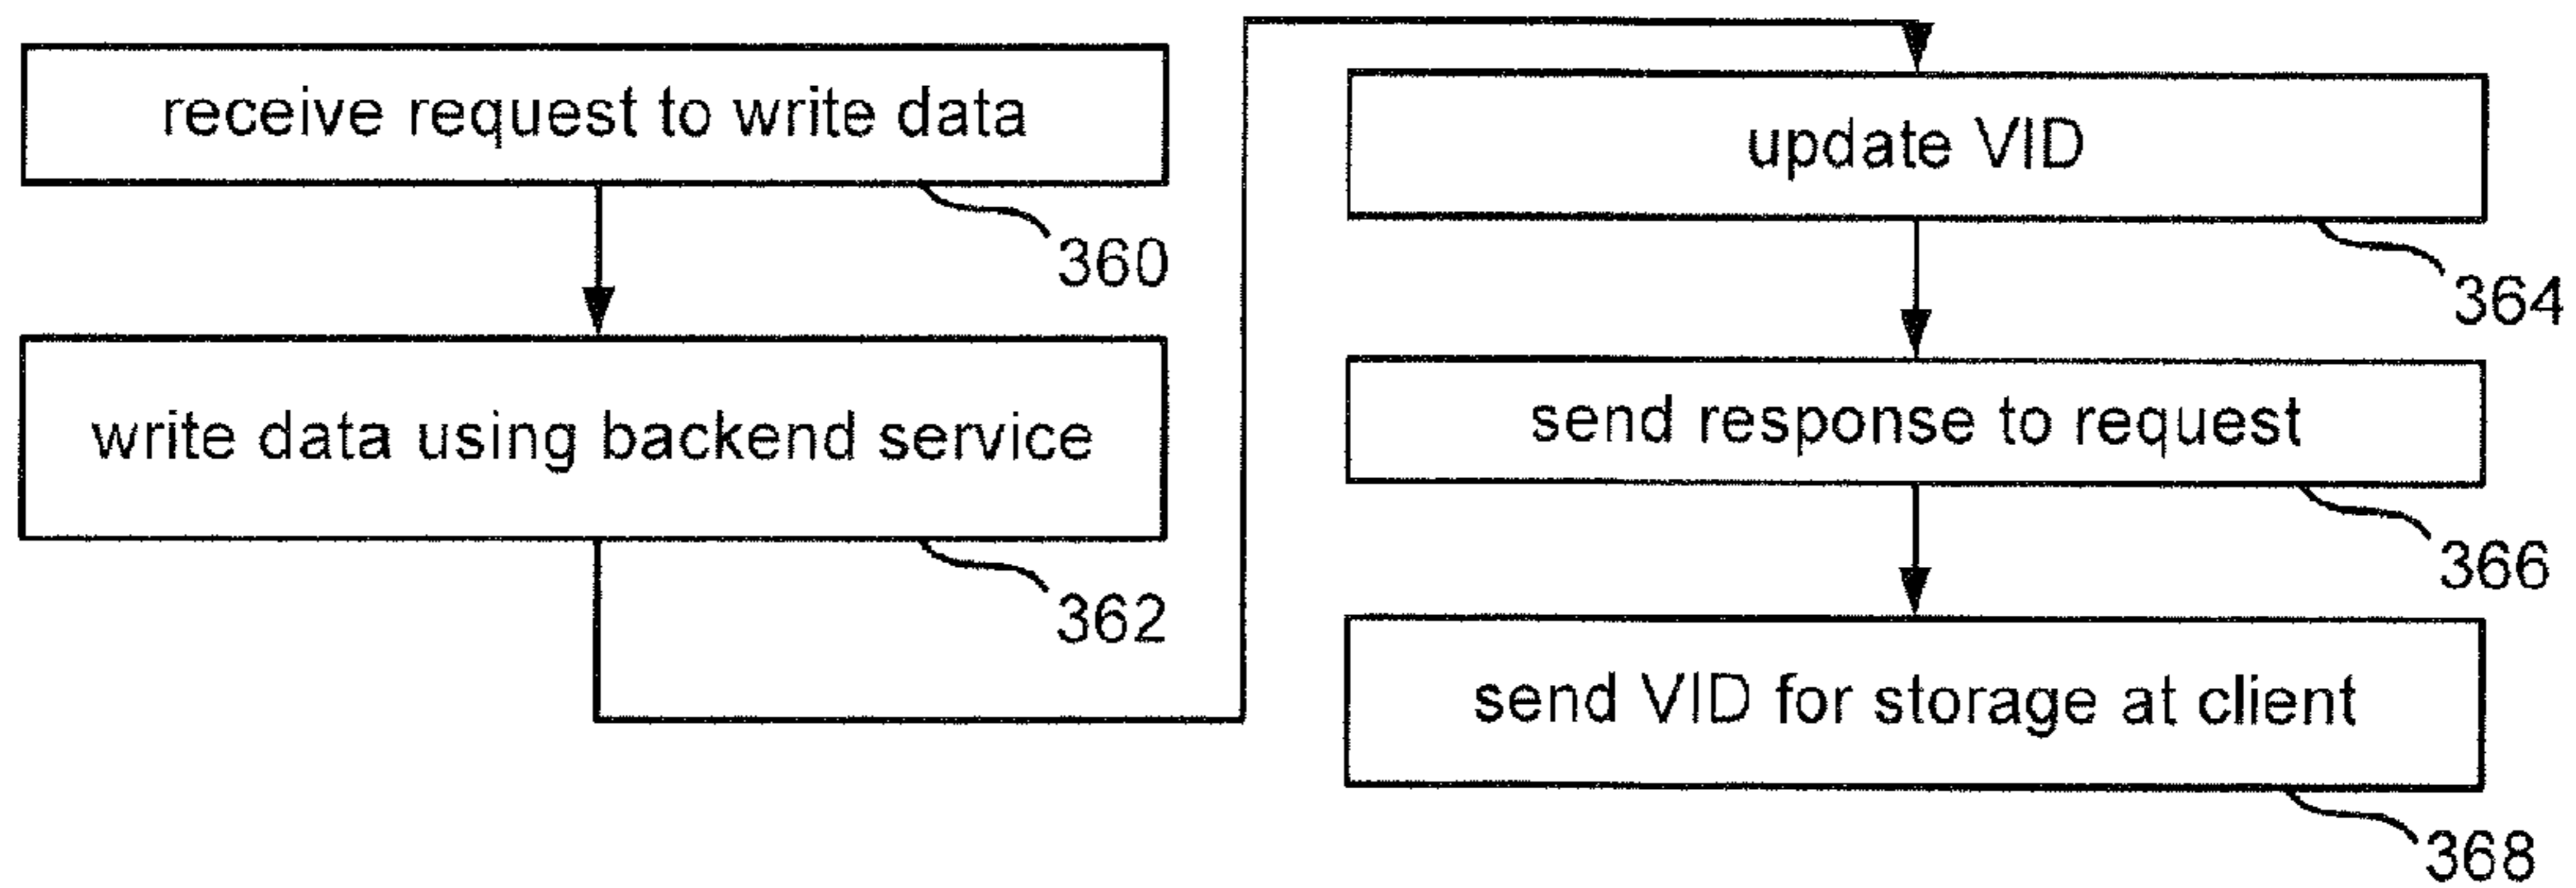 receive request to write data
360
write data using backend service
362
update VID
364
send response to request
366
send VID for storage at client
368